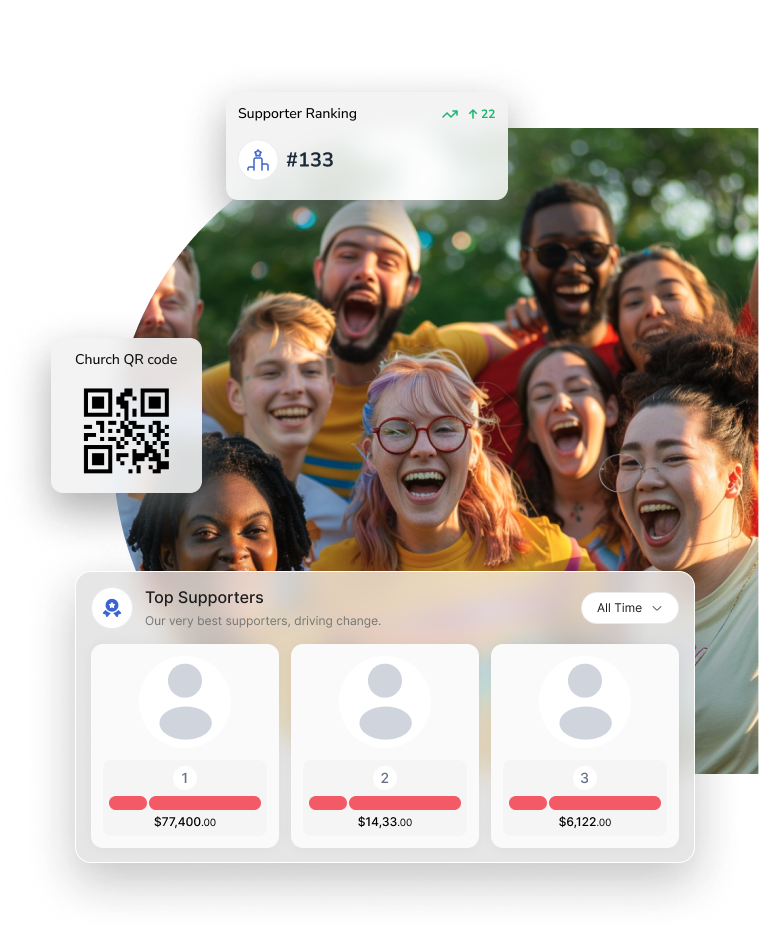 Supporter Ranking
22
#133
Church QR code
Top Supporters
Our very best supporters, driving change.
All Time
1
2
3
$77,400.00
$14,33.00
$6,122.00